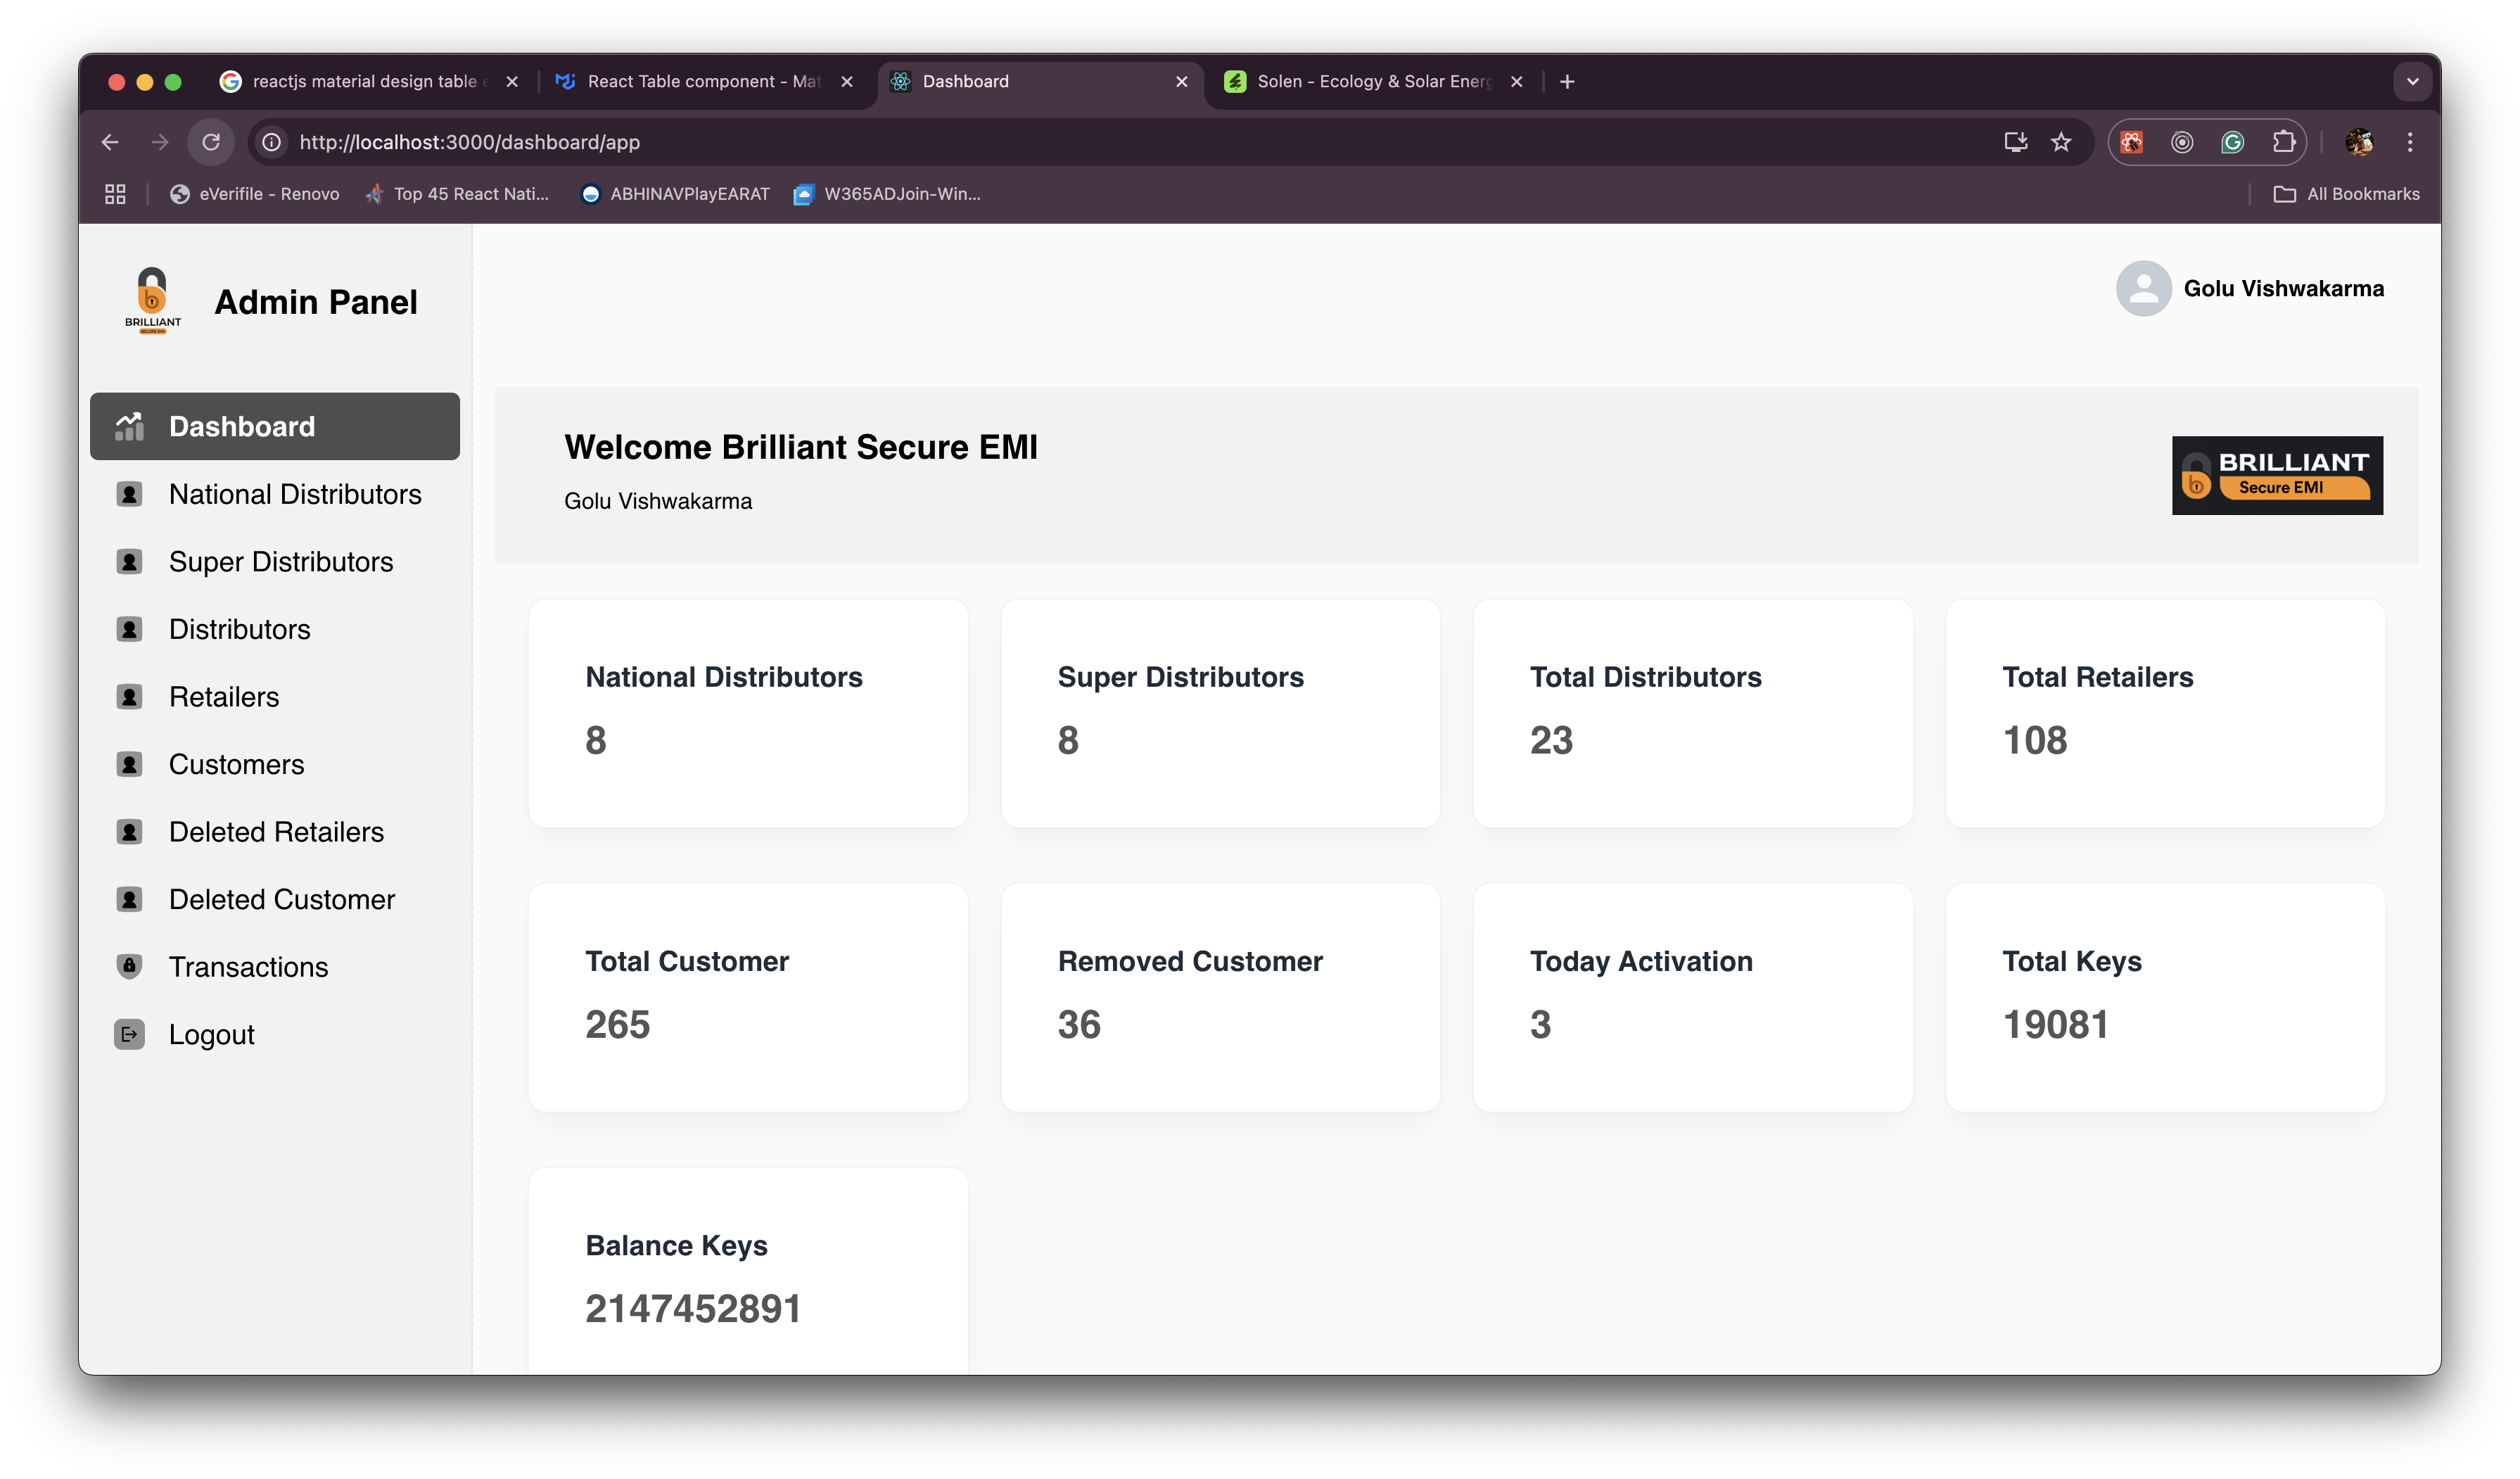 reactjs material design table
React Table component - Mat
Dashboard
Solen - Ecology & Solar Energ
http://localhost:3000/dashboard/app
eVerifile - Renovo
Top 45 React Nati...
ABHINAVPlayEARAT
W365ADJoin-Win...
All Bookmarks
BRILLIANT
SECURE EMI
Admin Panel
Golu Vishwakarma
Dashboard
National Distributors
Super Distributors
Distributors
Retailers
Customers
Deleted Retailers
Deleted Customer
Transactions
Logout
Welcome Brilliant Secure EMI
Golu Vishwakarma
BRILLIANT
Secure EMI
National Distributors
8
Super Distributors
8
Total Distributors
23
Total Retailers
108
Total Customer
265
Removed Customer
36
Today Activation
3
Total Keys
19081
Balance Keys
2147452891